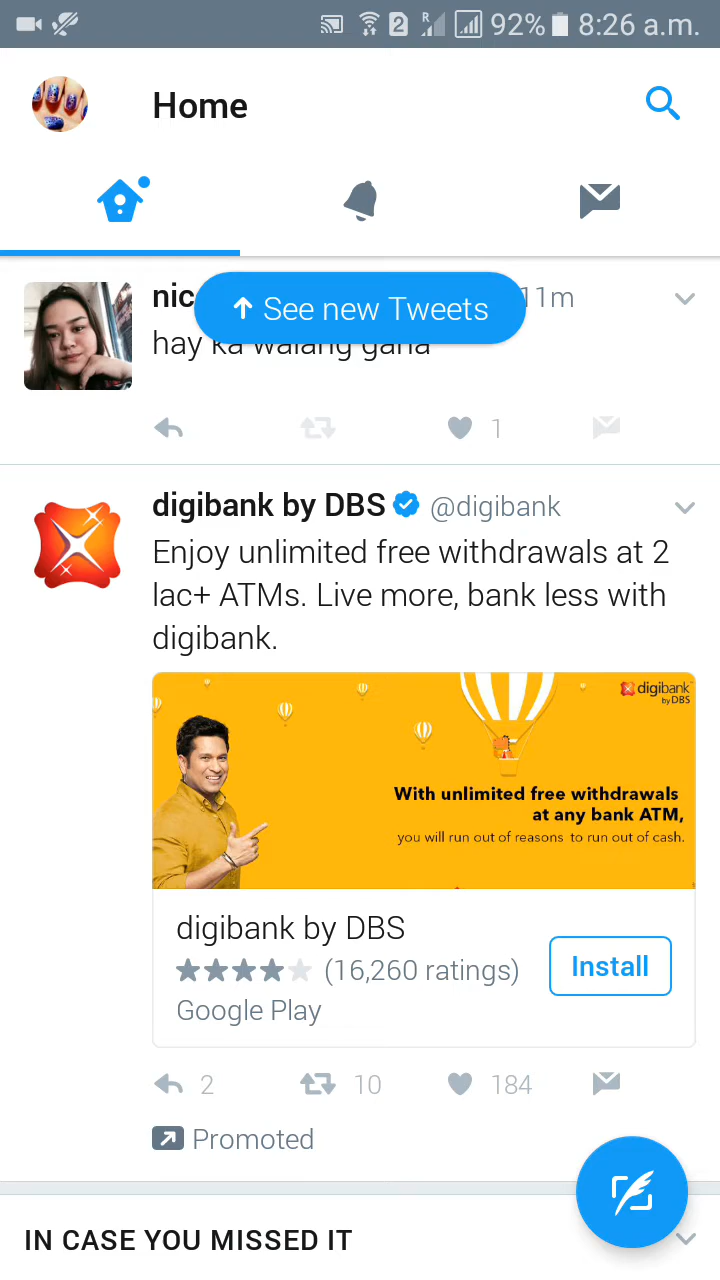 2 R 92% 8:26 a.m.
Home
nic
11m
↑ See new Tweets
hay ka walang gana
1
digibank by DBS @digibank
Enjoy unlimited free withdrawals at 2
lac+ ATMs. Live more, bank less with
digibank.
digibank
by DBS
With unlimited free withdrawals
at any bank ATM,
you will run out of reasons to run out of cash.
digibank by DBS
(16,260 ratings)
Install
Google Play
2 10 184
Promoted
IN CASE YOU MISSED IT